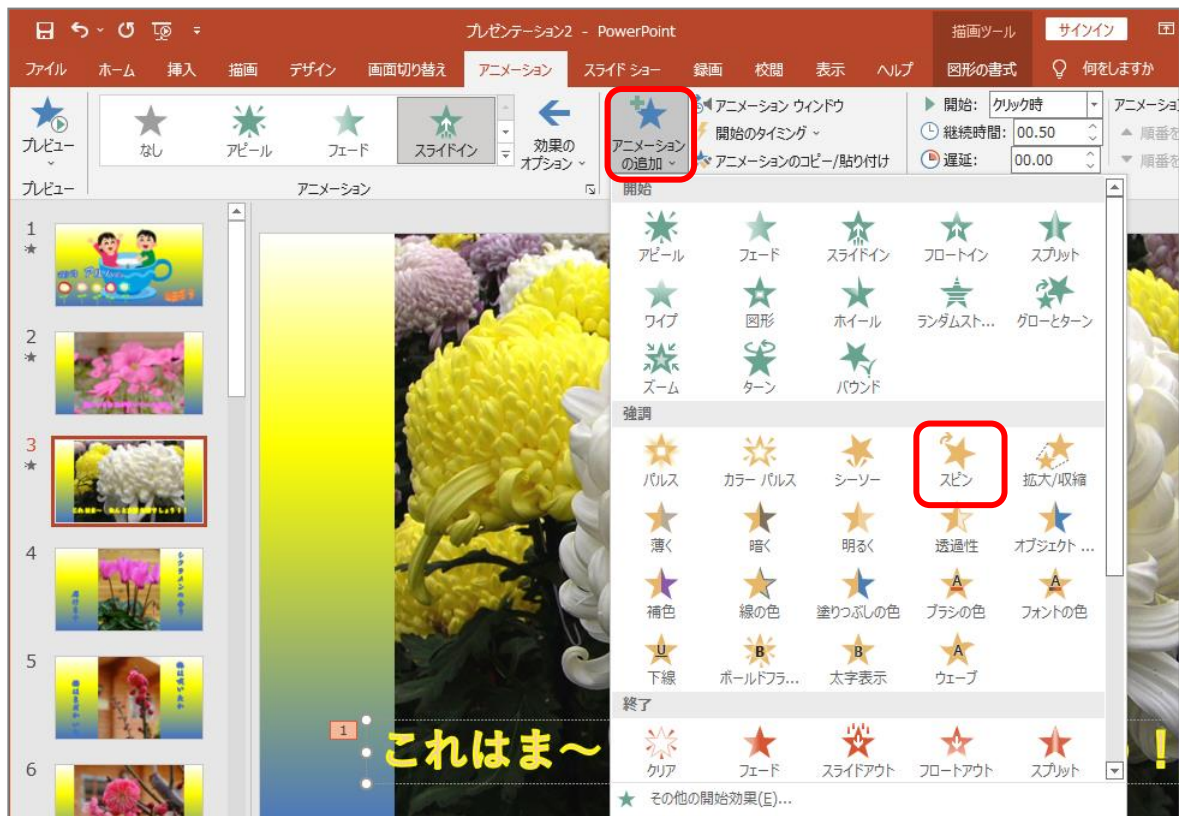 プレゼンテーション2 - PowerPoint
描画ツール
サインイン
ファイル ホーム 挿入 描画 デザイン 画面切り替え アニメーション スライド ショー 録画 校閲 表示 ヘルプ 図形の書式 何をしますか
プレビュー
なし アピール フェード スライドイン
効果の
オプション
アニメーション
の追加
アニメーション ウィンドウ
開始のタイミング
アニメーションのコピー/貼り付け
開始: クリック時
継続時間: 00.50
遅延: 00.00
プレビュー
アニメーション
開始
アピール フェード スライドイン フロートイン スプリット
ワイプ 図形 ホイール ランダムスト... グローとターン
ズーム ターン バウンド
強調
パルス カラー パルス シーソー スピン 拡大/収縮
薄く 暗く 明るく 透過性 オブジェクト ...
補色 線の色 塗りつぶしの色 ブラシの色 フォントの色
下線 ボールドフラ... 太字表示 ウェーブ
終了
クリア フェード スライドアウト フロートアウト スプリット
その他の開始効果(E)...
1
2
3
4
5
6
1
これはま～
！